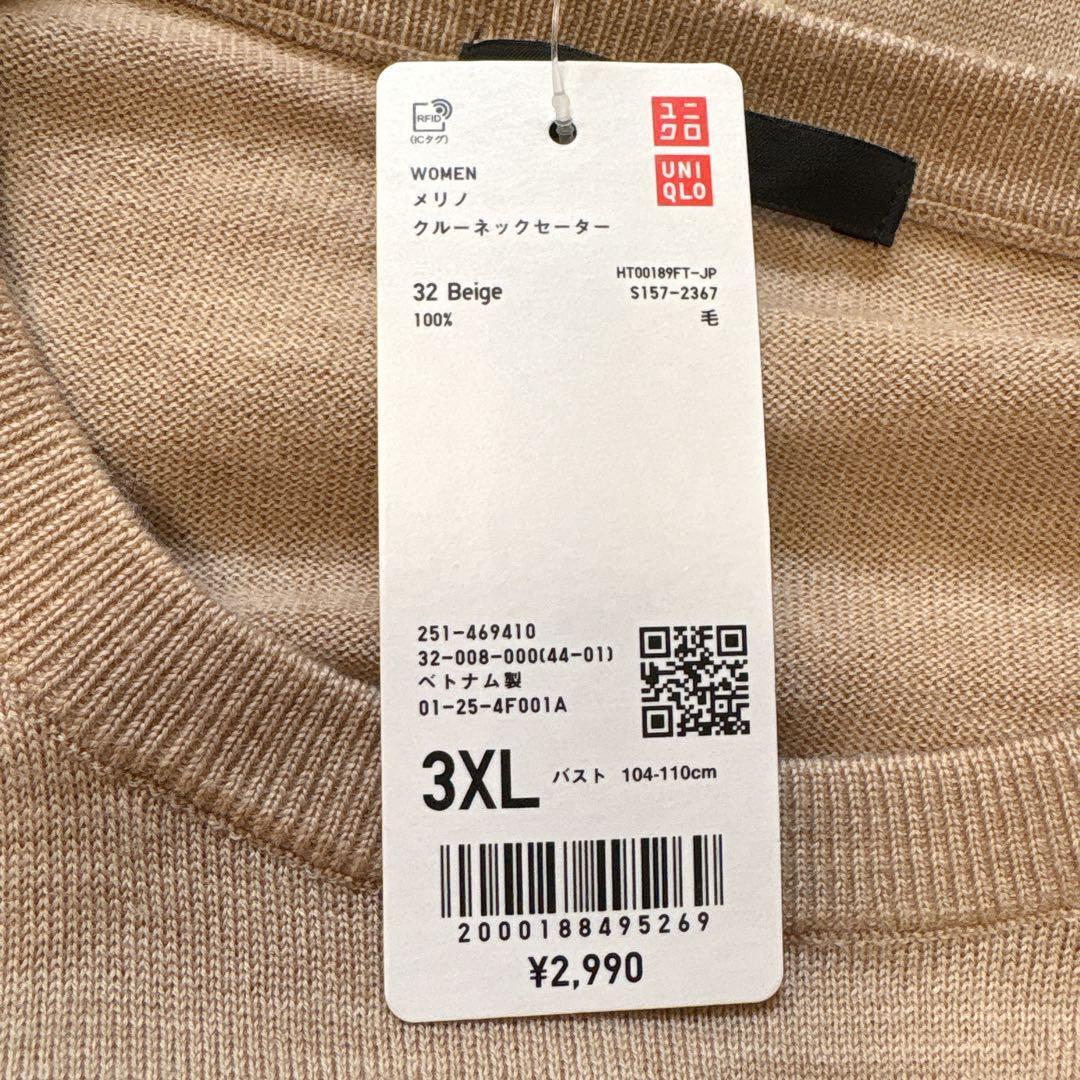 RFID
(ICタグ)
ユニ
クロ
UNI
QLO
WOMEN
メリノ
クルーネックセーター
HT00189FT-JP
32 Beige
S157-2367
100%
毛
251-469410
32-008-000(44-01)
ベトナム製
01-25-4F001A
3XL バスト 104-110cm
2000188495269
¥2,990